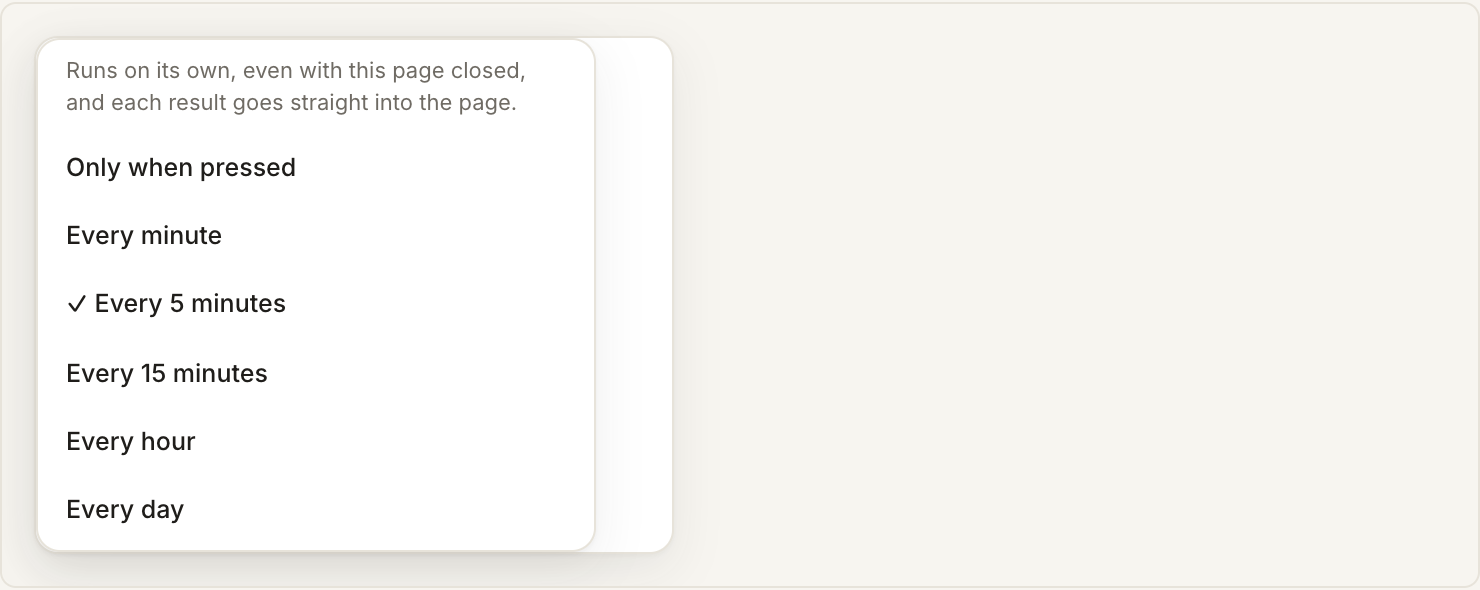 Runs on its own, even with this page closed,
and each result goes straight into the page.
Only when pressed
Every minute
✓ Every 5 minutes
Every 15 minutes
Every hour
Every day